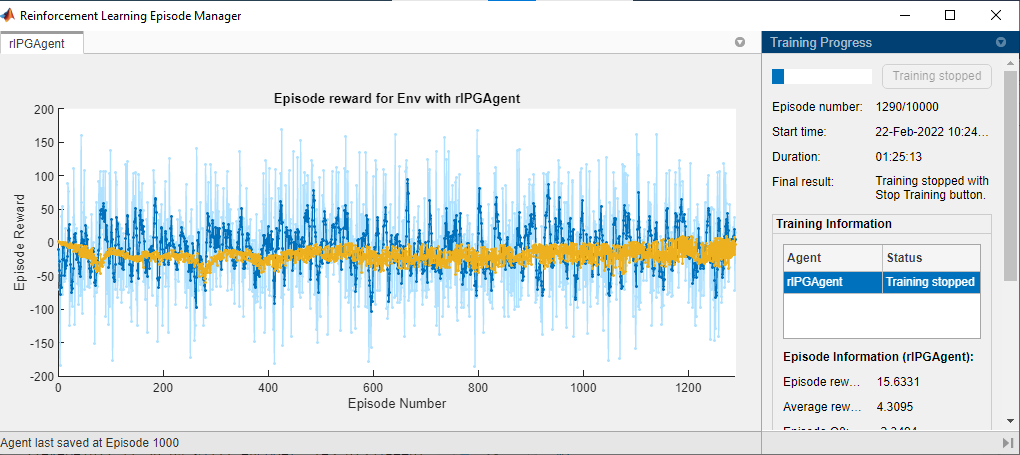 Reinforcement Learning Episode Manager
rlPGAgent
Episode reward for Env with rlPGAgent
200
150
100
50
0
-50
-100
-150
-200
0
200
400
600
800
1000
1200
Episode Reward
Episode Number
Agent last saved at Episode 1000
Training Progress
Training stopped
Episode number: 1290/10000
Start time: 22-Feb-2022 10:24...
Duration: 01:25:13
Final result: Training stopped with
Stop Training button.
Training Information
Agent Status
rlPGAgent Training stopped
Episode Information (rlPGAgent):
Episode rew... 15.6331
Average rew... 4.3095